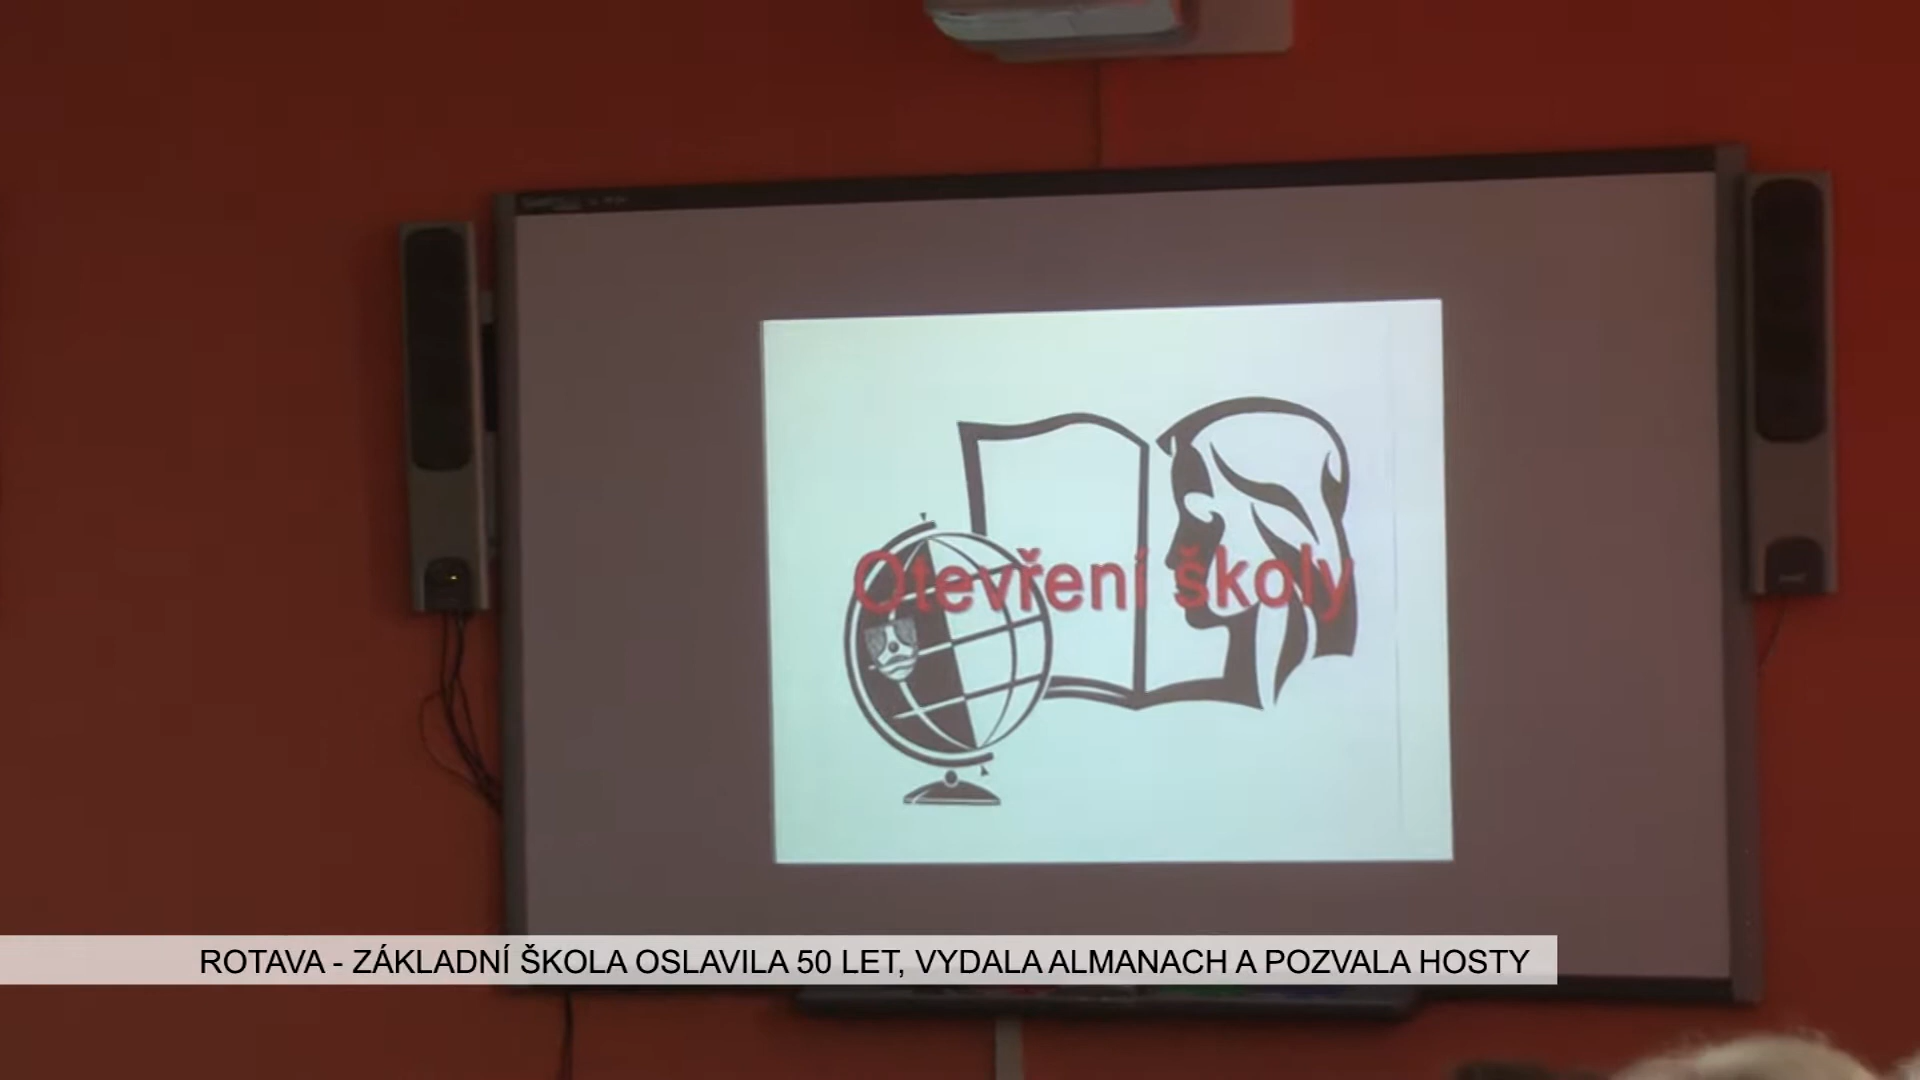 Otevření školy
ROTAVA - ZÁKLADNÍ ŠKOLA OSLAVILA 50 LET, VYDALA ALMANACH A POZVALA HOSTY